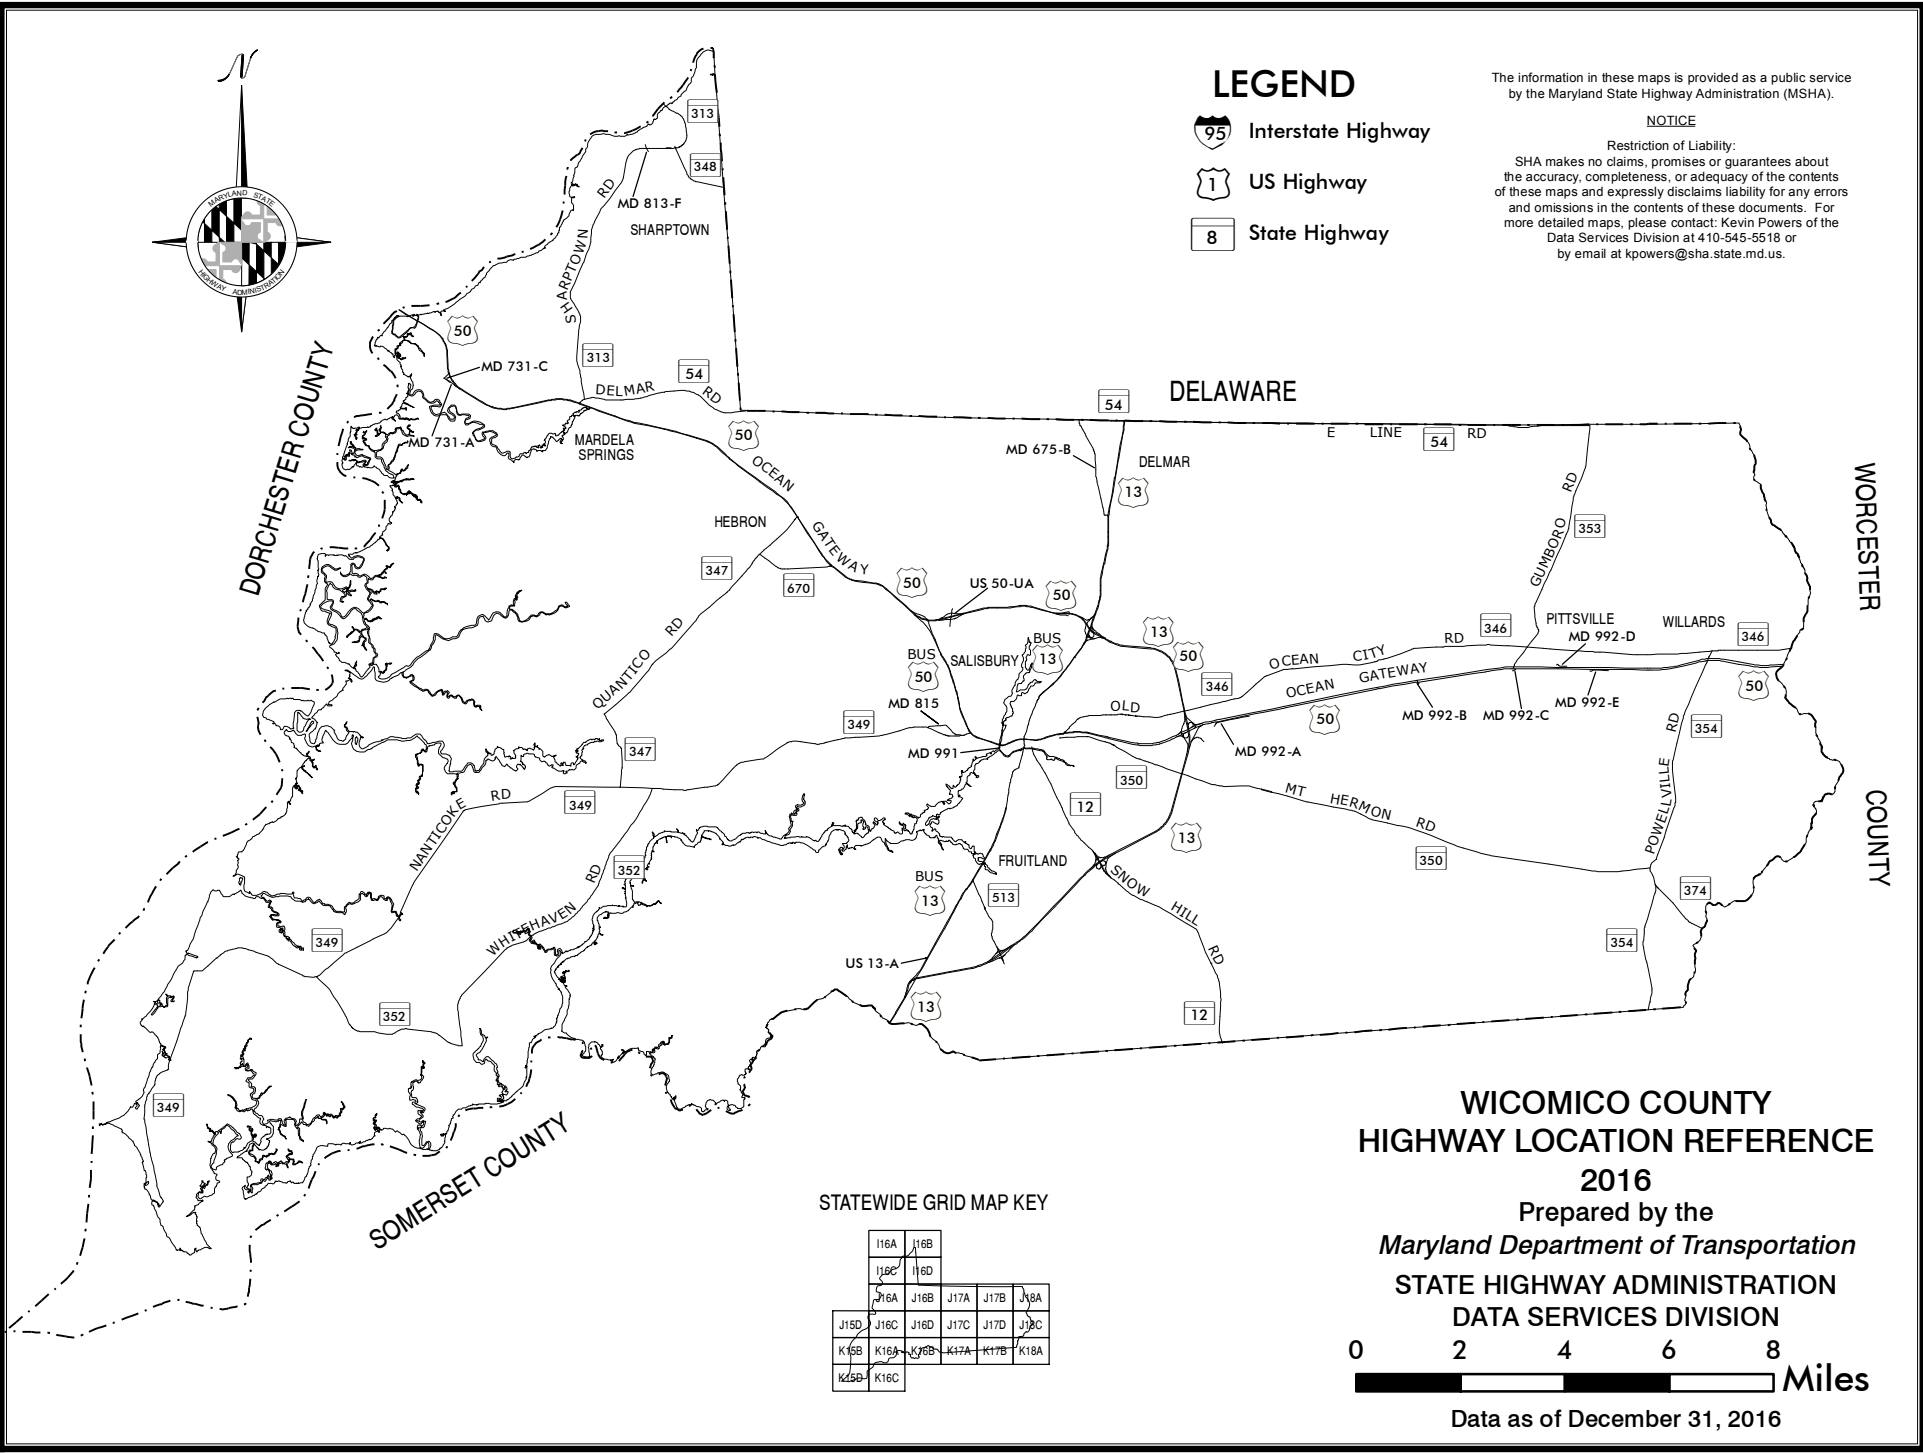 LEGEND
95 Interstate Highway
1 US Highway
8 State Highway
The information in these maps is provided as a public service
by the Maryland State Highway Administration (MSHA).
NOTICE
Restriction of Liability:
SHA makes no claims, promises or guarantees about
the accuracy, completeness, or adequacy of the contents
of these maps and expressly disclaims liability for any errors
and omissions in the contents of these documents. For
more detailed maps, please contact: Kevin Powers of the
Data Services Division at 410-545-5518 or
by email at kpowers@sha.state.md.us.
N
MARYLAND STATE
HIGHWAY ADMINISTRATION
313
348
MD 813-F
SHARPTOWN
SHARPTOWN RD
50
MD 731-C
313
54
DELMAR RD
MD 731-A
MARDELA
SPRINGS
50
DORCHESTER COUNTY
DELAWARE
54
E LINE RD
54
MD 675-B
DELMAR
13
WORCESTER
COUNTY
OCEAN GATEWAY
HEBRON
347
670
GUMBORO RD
353
50
US 50-UA
50
13
50
BUS
13
SALISBURY
BUS
50
MD 815
349
MD 991
QUANTICO RD
347
346
PITTSVILLE
MD 992-D
WILLARDS
346
OLD OCEAN CITY RD
346
OCEAN GATEWAY
50
MD 992-B
MD 992-C
MD 992-E
50
MD 992-A
354
POWELLVILLE RD
350
12
MT HERMON RD
350
13
NANTICOKE RD
349
352
WHITEHAVEN RD
FRUITLAND
BUS
13
513
SNOW HILL RD
374
354
349
352
US 13-A
13
12
349
SOMERSET COUNTY
WICOMICO COUNTY
HIGHWAY LOCATION REFERENCE
2016
Prepared by the
Maryland Department of Transportation
STATE HIGHWAY ADMINISTRATION
DATA SERVICES DIVISION
0 2 4 6 8
Miles
Data as of December 31, 2016
STATEWIDE GRID MAP KEY
I16A I16B
I16C I16D
J16A J16B J17A J17B J18A
J15D J16C J16D J17C J17D J18C
K15B K16A K16B K17A K17B K18A
K15D K16C